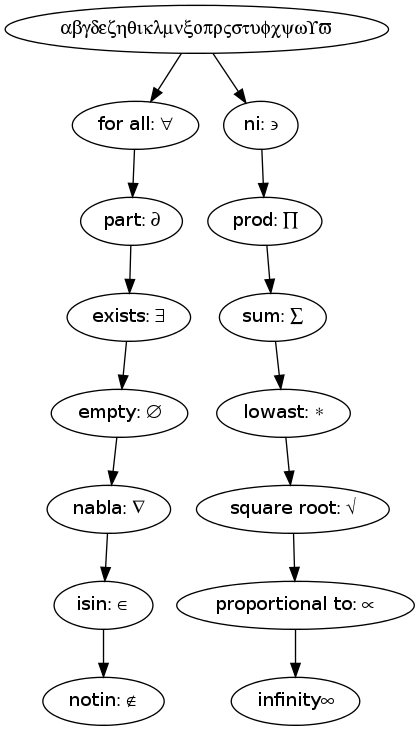 αβγδεζηθικλμνξοπρςστυφχψωϒϖ
for all: ∀
ni: ∍
part: ∂
prod: ∏
exists: ∃
sum: ∑
empty: ∅
lowast: ∗
nabla: ∇
square root: √
isin: ∈
proportional to: ∝
notin: ∉
infinity∞